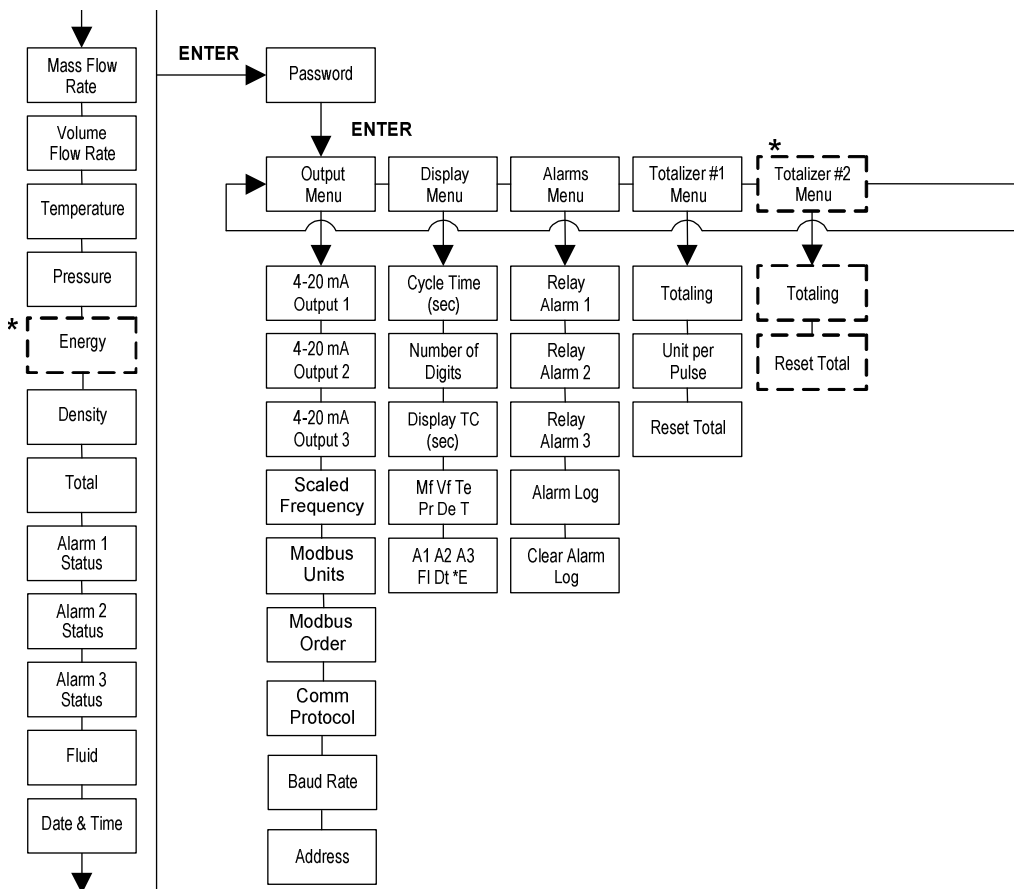 Mass Flow
Rate
Volume
Flow Rate
Temperature
Pressure
*
Energy
Density
Total
Alarm 1
Status
Alarm 2
Status
Alarm 3
Status
Fluid
Date & Time
ENTER
Password
ENTER
Output
Menu
Display
Menu
Alarms
Menu
Totalizer #1
Menu
*
Totalizer #2
Menu
4-20 mA
Output 1
4-20 mA
Output 2
4-20 mA
Output 3
Scaled
Frequency
Modbus
Units
Modbus
Order
Comm
Protocol
Baud Rate
Address
Cycle Time
(sec)
Number of
Digits
Display TC
(sec)
Mf Vf Te
Pr De T
A1 A2 A3
Fl Dt *E
Relay
Alarm 1
Relay
Alarm 2
Relay
Alarm 3
Alarm Log
Clear Alarm
Log
Totaling
Unit per
Pulse
Reset Total
Totaling
Reset Total